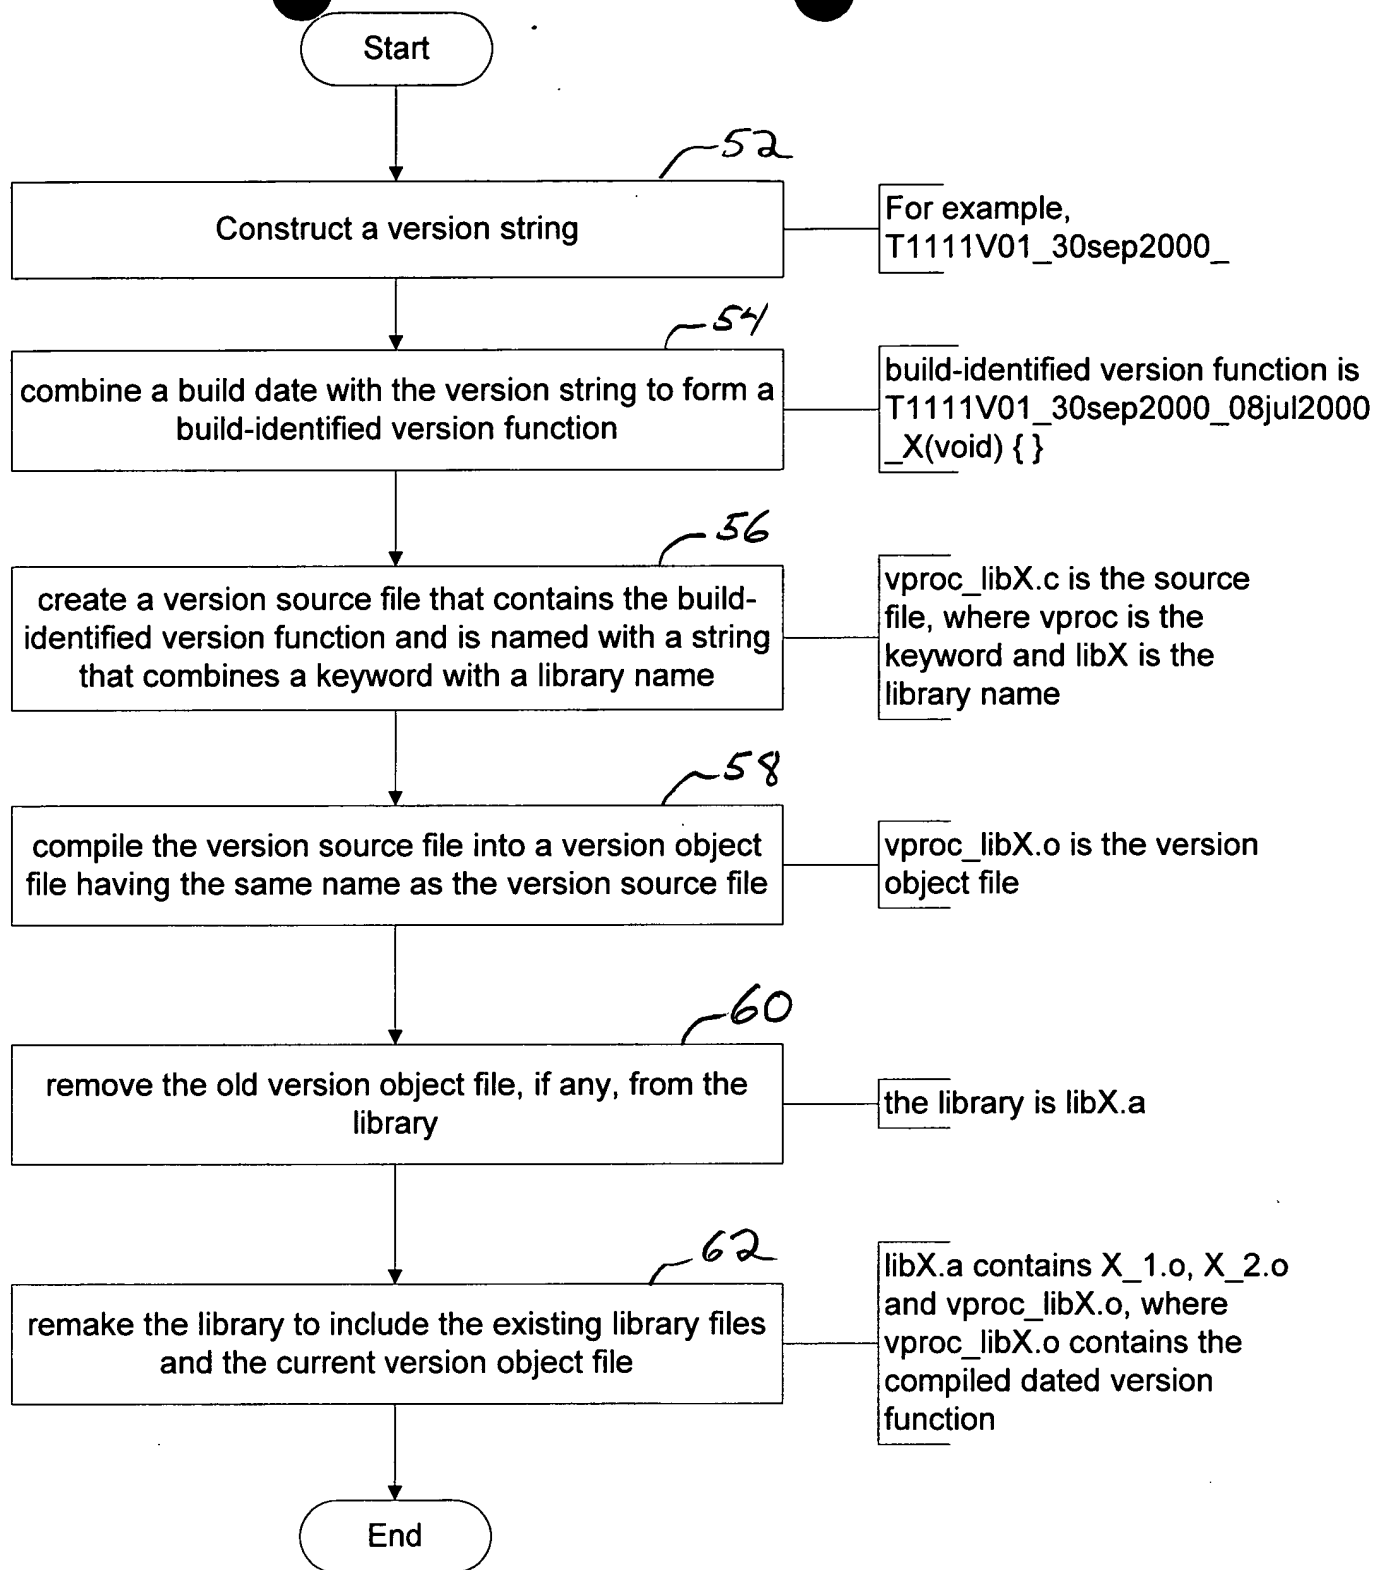 Start
52
Construct a version string
For example,
T1111V01_30sep2000_
54
combine a build date with the version string to form a
build-identified version function
build-identified version function is
T1111V01_30sep2000_08jul2000
_X(void) { }
56
create a version source file that contains the build-
identified version function and is named with a string
that combines a keyword with a library name
vproc_libX.c is the source
file, where vproc is the
keyword and libX is the
library name
58
compile the version source file into a version object
file having the same name as the version source file
vproc_libX.o is the version
object file
60
remove the old version object file, if any, from the
library
the library is libX.a
62
remake the library to include the existing library files
and the current version object file
libX.a contains X_1.o, X_2.o
and vproc_libX.o, where
vproc_libX.o contains the
compiled dated version
function
End